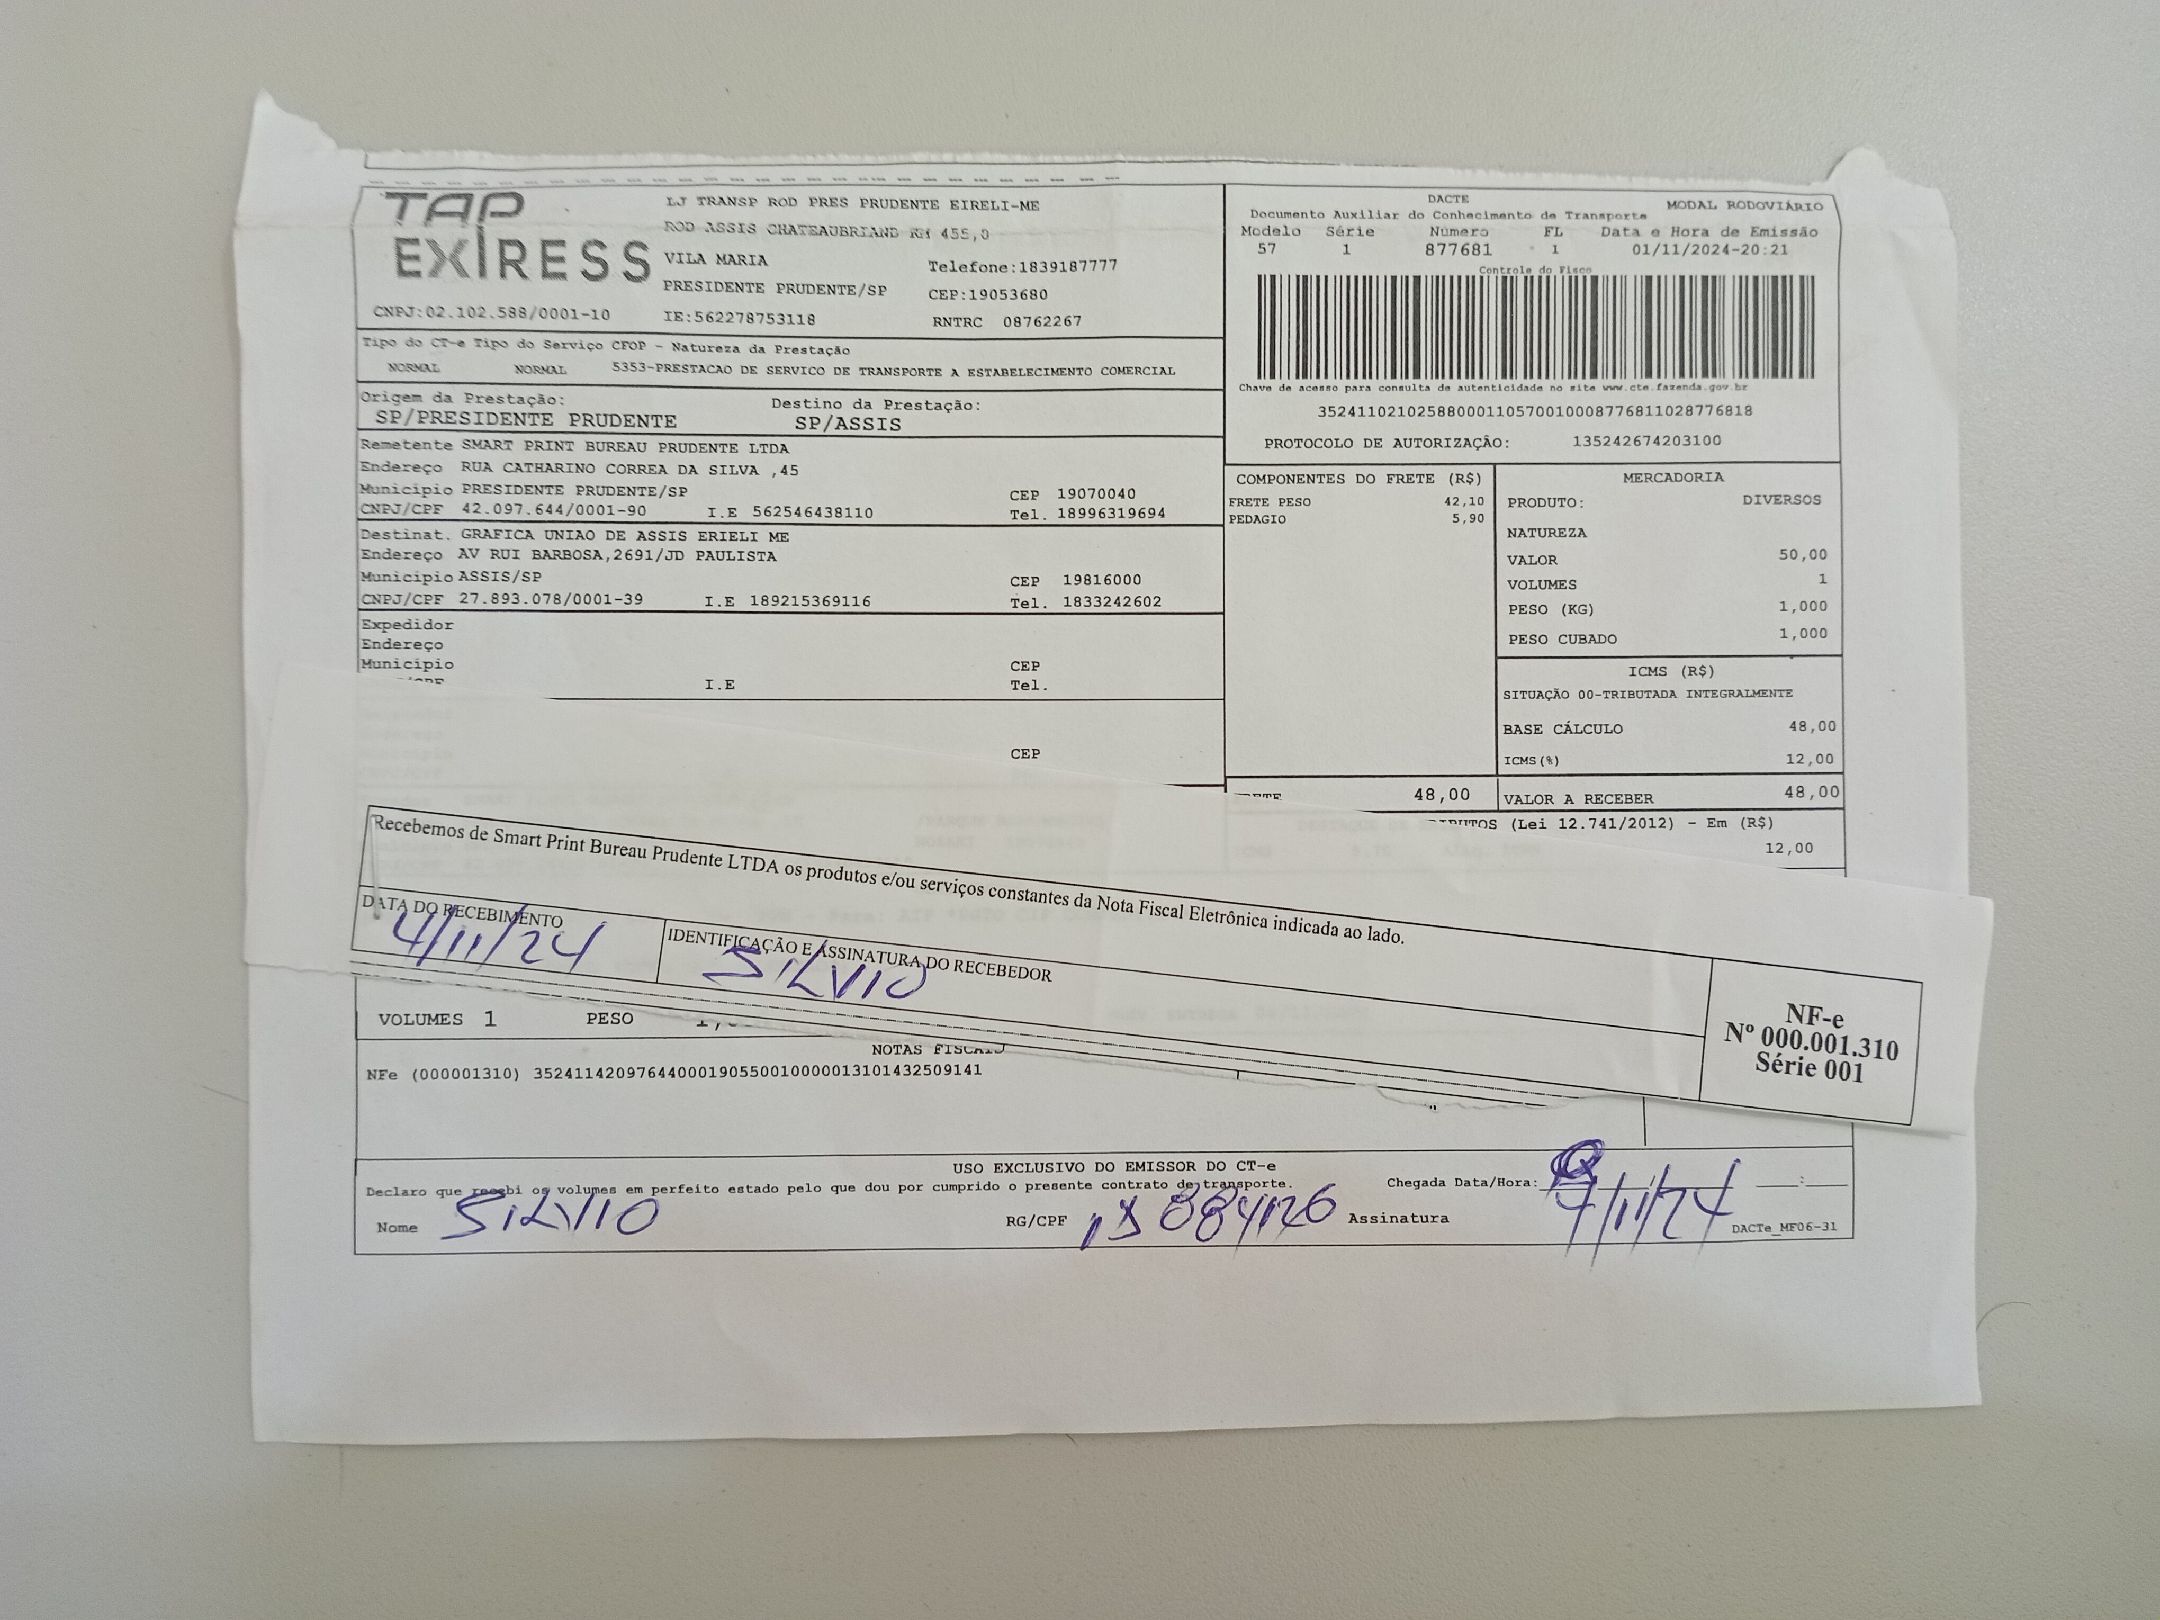 TAP
EXPRESS
LJ TRANSP ROD PRES PRUDENTE EIRELI-ME
ROD ASSIS CHATEAUBRIAND KM 455,0
VILA MARIA
Telefone:1839187777
PRESIDENTE PRUDENTE/SP
CEP:19053680
CNPJ:02.102.588/0001-10
IE:562278753118
RNTRC 08762267
DACTE
MODAL RODOVIÁRIO
Documento Auxiliar do Conhecimento de Transporte
Modelo Série Número FL Data e Hora de Emissão
57 1 877681 1 01/11/2024-20:21
Controle do Fisco
Chave de acesso para consulta de autenticidade no site www.cte.fazenda.gov.br
35241102102588000110570010008776811028776818
PROTOCOLO DE AUTORIZAÇÃO: 135242674203100
Tipo do CT-e Tipo do Serviço CFOP - Natureza da Prestação
NORMAL NORMAL 5353-PRESTACAO DE SERVICO DE TRANSPORTE A ESTABELECIMENTO COMERCIAL
Origem da Prestação: Destino da Prestação:
SP/PRESIDENTE PRUDENTE SP/ASSIS
Remetente SMART PRINT BUREAU PRUDENTE LTDA
Endereço RUA CATHARINO CORREA DA SILVA ,45
Município PRESIDENTE PRUDENTE/SP CEP 19070040
CNPJ/CPF 42.097.644/0001-90 I.E 562546438110 Tel. 18996319694
Destinat. GRAFICA UNIAO DE ASSIS ERIELI ME
Endereço AV RUI BARBOSA,2691/JD PAULISTA
Município ASSIS/SP CEP 19816000
CNPJ/CPF 27.893.078/0001-39 I.E 189215369116 Tel. 1833242602
Expedidor
Endereço
Município CEP
I.E Tel.
CEP
COMPONENTES DO FRETE (R$)
FRETE PESO 42,10
PEDAGIO 5,90
MERCADORIA
PRODUTO: DIVERSOS
NATUREZA
VALOR 50,00
VOLUMES 1
PESO (KG) 1,000
PESO CUBADO 1,000
ICMS (R$)
SITUAÇÃO 00-TRIBUTADA INTEGRALMENTE
BASE CÁLCULO 48,00
ICMS(%) 12,00
48,00 VALOR A RECEBER 48,00
(Lei 12.741/2012) - Em (R$)
12,00
Recebemos de Smart Print Bureau Prudente LTDA os produtos e/ou serviços constantes da Nota Fiscal Eletrônica indicada ao lado.
DATA DO RECEBIMENTO
4/11/24
IDENTIFICAÇÃO E ASSINATURA DO RECEBEDOR
SILVIO
NF-e
Nº 000.001.310
Série 001
VOLUMES 1 PESO
NOTAS FISCAIS
NFe (000001310) 35241142097644000190550010000013101432509141
USO EXCLUSIVO DO EMISSOR DO CT-e
Declaro que recebi os volumes em perfeito estado pelo que dou por cumprido o presente contrato de transporte. Chegada Data/Hora: 4/11/24 __:__
Nome SILVIO RG/CPF Assinatura
DACTe_MF06-31